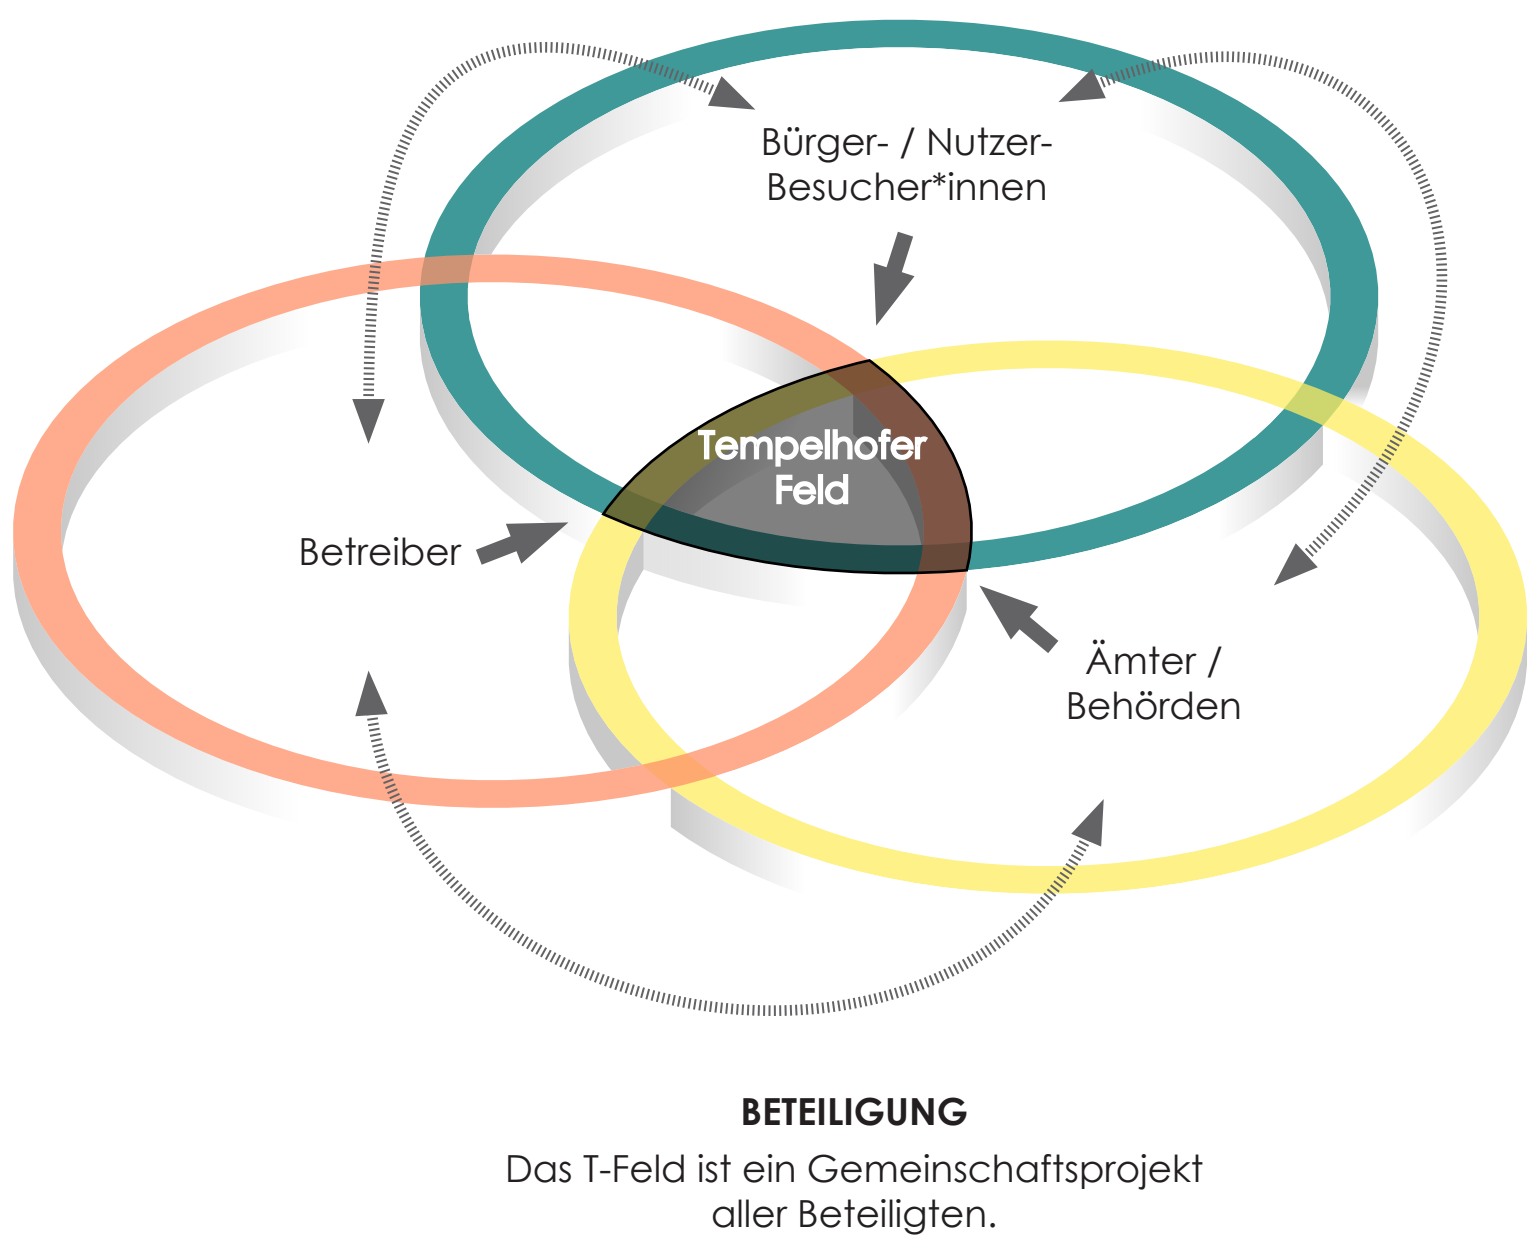 Bürger- / Nutzer-
Besucher*innen
Tempelhofer
Feld
Betreiber
Ämter /
Behörden
BETEILIGUNG
Das T-Feld ist ein Gemeinschaftsprojekt
aller Beteiligten.